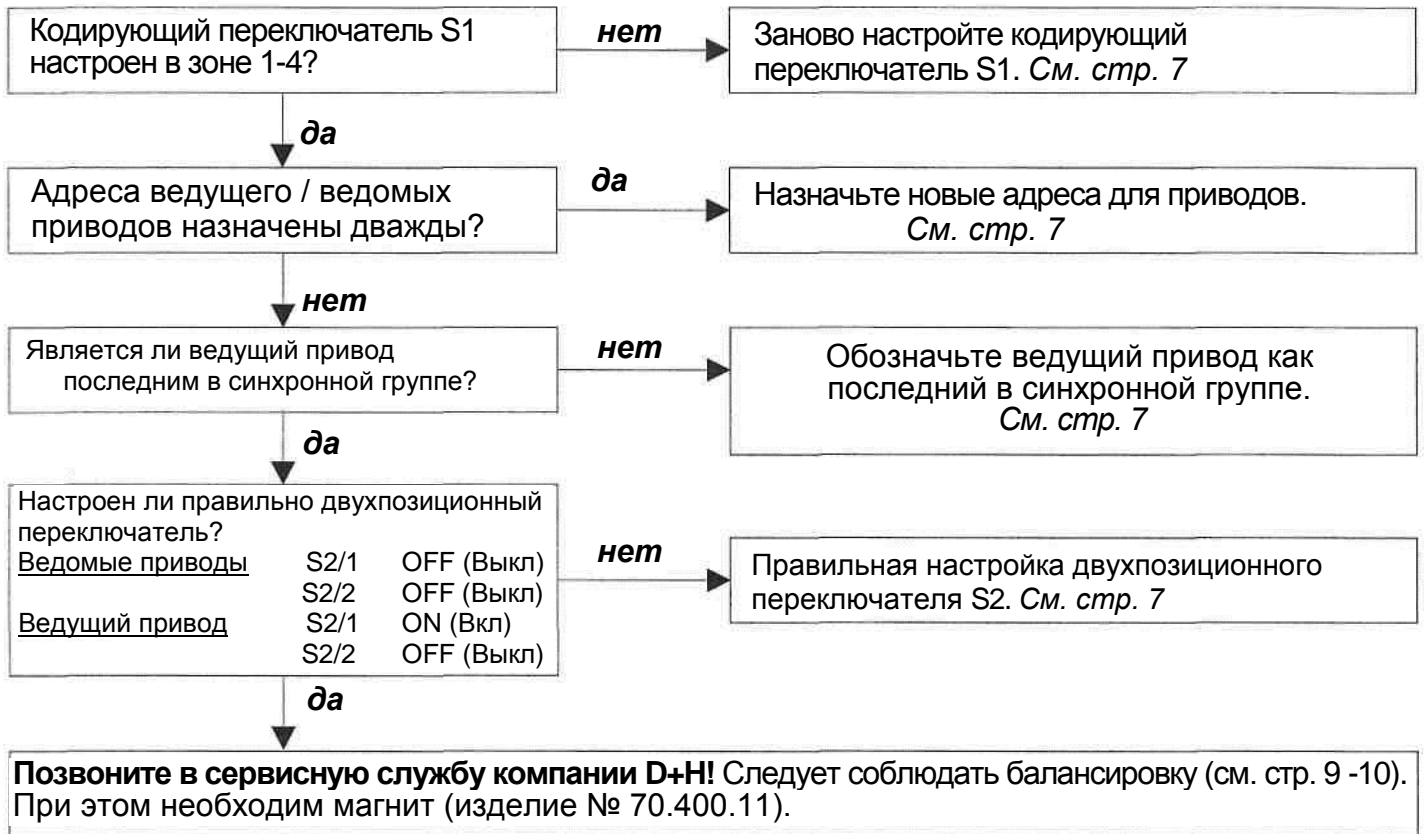 Кодирующий переключатель S1
настроен в зоне 1-4?
нет
Заново настройте кодирующий
переключатель S1. См. стр. 7
да
Адреса ведущего / ведомых
приводов назначены дважды?
да
Назначьте новые адреса для приводов.
См. стр. 7
нет
Является ли ведущий привод
последним в синхронной группе?
нет
Обозначьте ведущий привод как
последний в синхронной группе.
См. стр. 7
да
Настроен ли правильно двухпозиционный
переключатель?
Ведомые приводы S2/1 OFF (Выкл)
S2/2 OFF (Выкл)
Ведущий привод S2/1 ON (Вкл)
S2/2 OFF (Выкл)
нет
Правильная настройка двухпозиционного
переключателя S2. См. стр. 7
да
Позвоните в сервисную службу компании D+H! Следует соблюдать балансировку (см. стр. 9 -10).
При этом необходим магнит (изделие № 70.400.11).